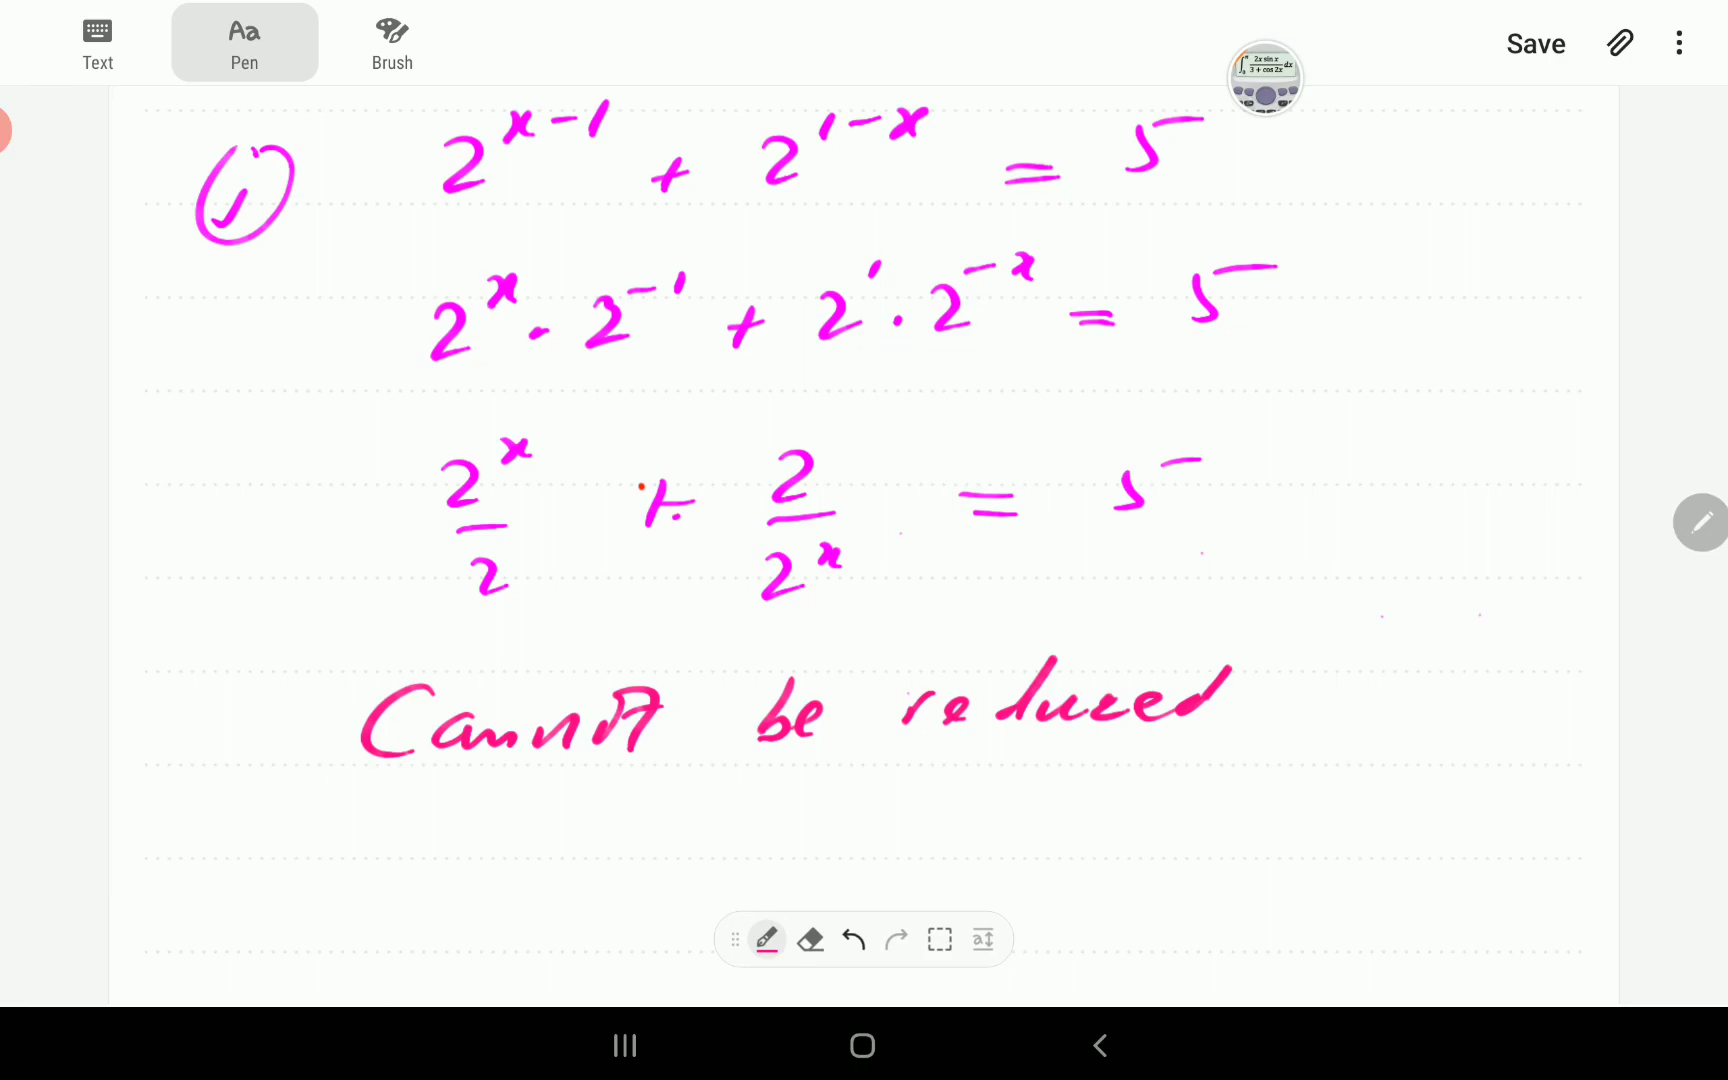 Text
Pen
Brush
Save
① 2^{x-1} + 2^{1-x} = 5
2^x · 2^{-1} + 2^1 · 2^{-x} = 5
2^x/2 + 2/2^x = 5
Cannot be reduced